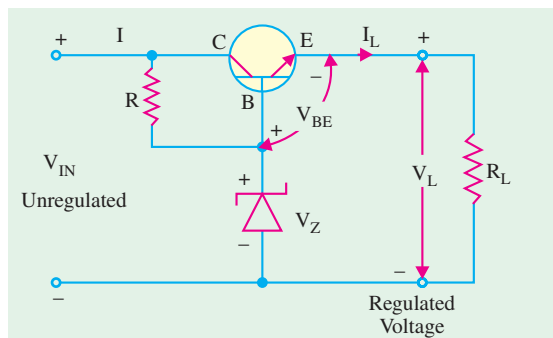 + I C E I_L +
−
R B
+ V_BE
V_IN
Unregulated
+ V_L R_L
V_Z
−
−
− Regulated
Voltage